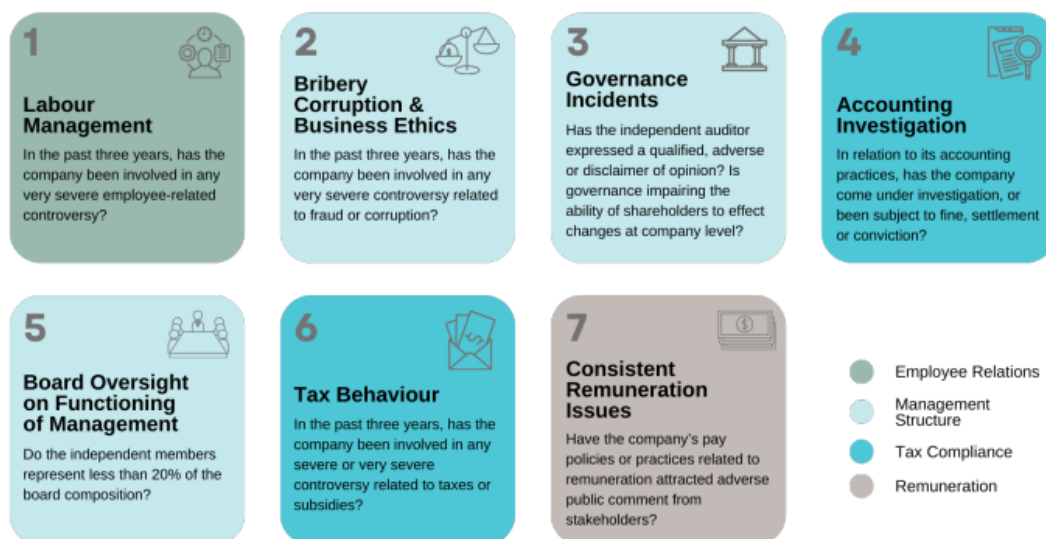 1
Labour
Management
In the past three years, has the
company been involved in any
very severe employee-related
controversy?
2
Bribery
Corruption &
Business Ethics
In the past three years, has the
company been involved in any
very severe controversy related
to fraud or corruption?
3
Governance
Incidents
Has the independent auditor
expressed a qualified, adverse
or disclaimer of opinion? Is
governance impairing the
ability of shareholders to effect
changes at company level?
4
Accounting
Investigation
In relation to its accounting
practices, has the company
come under investigation, or
been subject to fine, settlement
or conviction?
5
Board Oversight
on Functioning
of Management
Do the independent members
represent less than 20% of the
board composition?
6
Tax Behaviour
In the past three years, has the
company been involved in any
severe or very severe
controversy related to taxes or
subsidies?
7
Consistent
Remuneration
Issues
Have the company's pay
policies or practices related to
remuneration attracted adverse
public comment from
stakeholders?
Employee Relations
Management
Structure
Tax Compliance
Remuneration